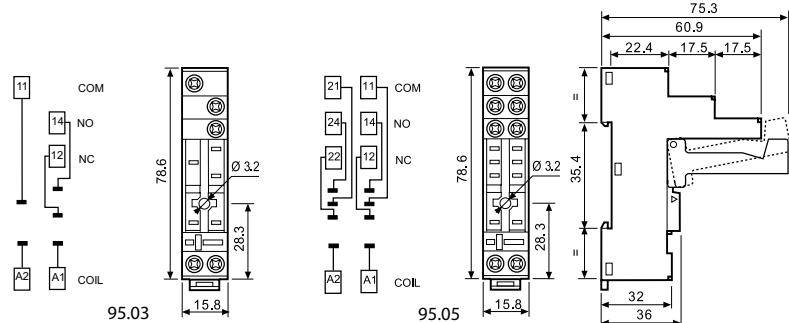 75.3
60.9
22.4 17.5 17.5
11 COM
14 NO
12 NC
A2 A1 COIL
78.6
Ø 3.2
28.3
15.8
95.03
21 11 COM
24 14 NO
22 12 NC
A2 A1 COIL
78.6
Ø 3.2
28.3
15.8
95.05
=
35.4
=
32
36